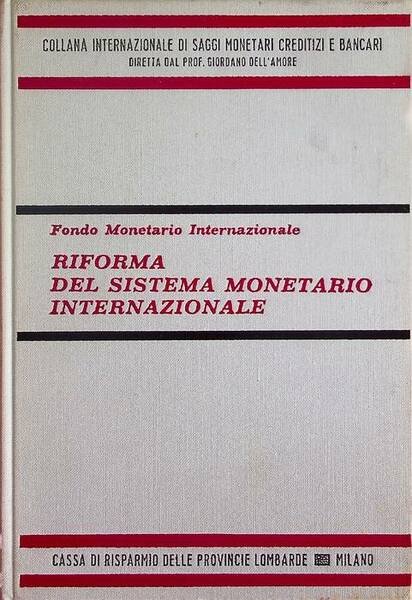 COLLANA INTERNAZIONALE DI SAGGI MONETARI CREDITIZI E BANCARÎ
DIRETTA DAL PROF. GIORDANO DELL'AMORE
Fondo Monetario Internazionale
RIFORMA
DEL SISTEMA MONETARIO
INTERNAZIONALE
CASSA DI RISPARMIO DELLE PROVINCIE LOMBARDE MILANO